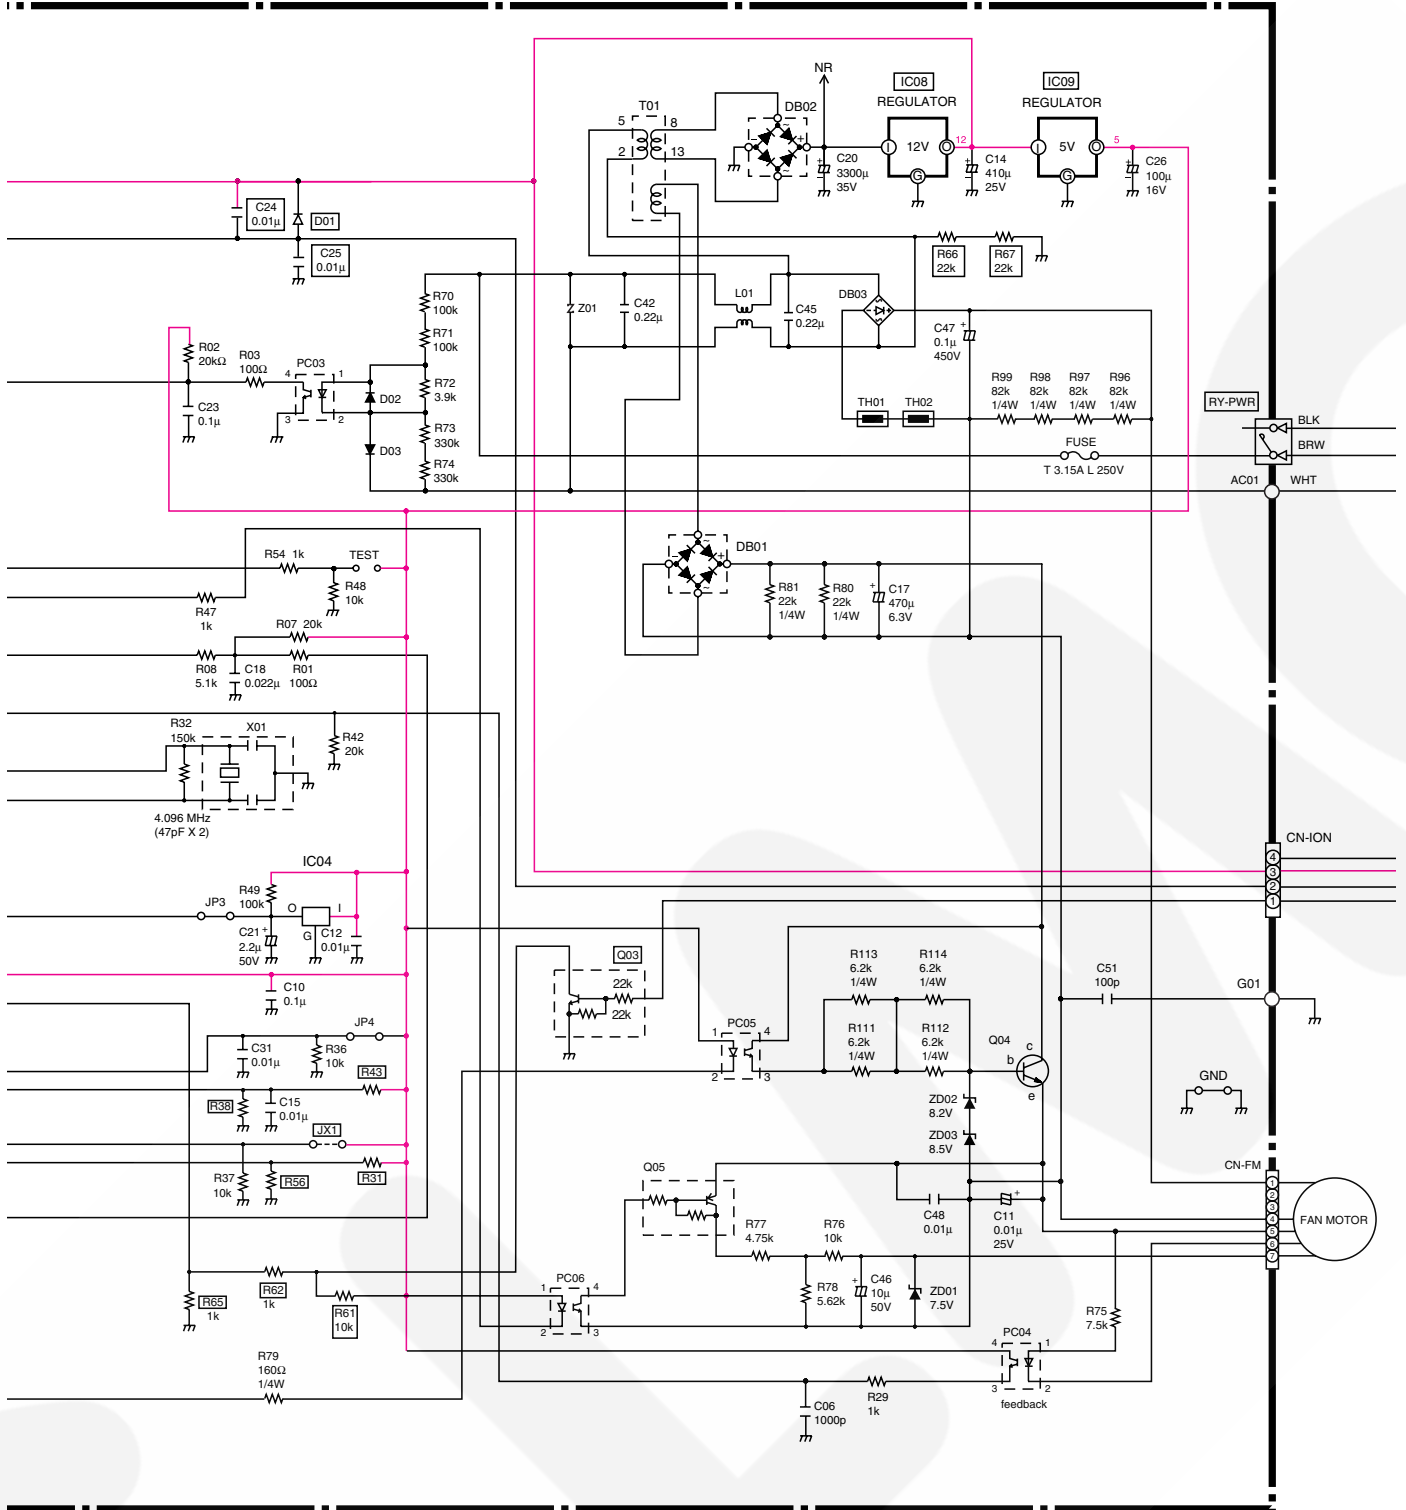 NR
IC08
IC09
REGULATOR
REGULATOR
T01
DB02
5
8
2
13
~
~
-
+
I
12V
O
12
G
I
5V
O
5
G
+
-
C20
3300μ
35V
+
-
C14
410μ
25V
+
-
C26
100μ
16V
C24
0.01μ
D01
C25
0.01μ
R66
22k
R67
22k
R70
100k
R71
100k
Z01
C42
0.22μ
L01
C45
0.22μ
DB03
C47
0.1μ
450V
+
R02
20kΩ
R03
100Ω
PC03
4
1
3
2
C23
0.1μ
D02
D03
R72
3.9k
R73
330k
R74
330k
R99
82k
1/4W
R98
82k
1/4W
R97
82k
1/4W
R96
82k
1/4W
TH01
TH02
RY-PWR
BLK
BRW
FUSE
T 3.15A L 250V
AC01
WHT
R54 1k
TEST
R48
10k
R47
1k
DB01
~
~
-
+
R81
22k
1/4W
R80
22k
1/4W
+
C17
470μ
6.3V
R07 20k
R08
5.1k
C18
0.022μ
R01
100Ω
R32
150k
X01
R42
20k
4.096 MHz
(47pF X 2)
CN-ION
4
3
2
1
IC04
R49
100k
JP3
O
I
G
C21
2.2μ
50V
+
C12
0.01μ
C10
0.1μ
Q03
22k
22k
R113
6.2k
1/4W
R114
6.2k
1/4W
C51
100p
G01
JP4
C31
0.01μ
R36
10k
PC05
1
4
2
3
R111
6.2k
1/4W
R112
6.2k
1/4W
Q04
c
b
e
R43
R38
C15
0.01μ
GND
ZD02
8.2V
ZD03
8.5V
JX1
R37
10k
R56
R31
Q05
CN-FM
1
2
3
4
5
6
7
FAN MOTOR
C48
0.01μ
+
C11
0.01μ
25V
R77
4.75k
R76
10k
R62
1k
R65
1k
R61
10k
PC06
1
4
2
3
R78
5.62k
+
C46
10μ
50V
ZD01
7.5V
R75
7.5k
PC04
4
1
3
2
feedback
R79
160Ω
1/4W
C06
1000p
R29
1k